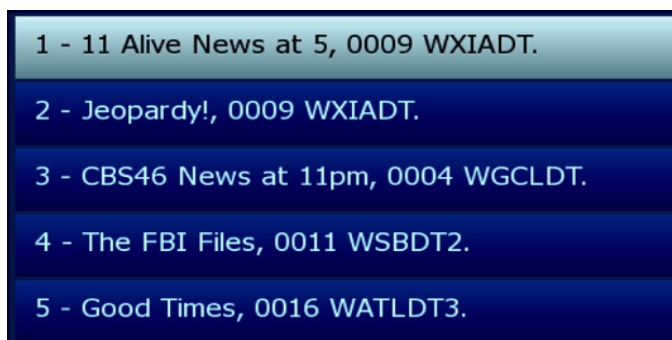 1 - 11 Alive News at 5, 0009 WXIADT.
2 - Jeopardy!, 0009 WXIADT.
3 - CBS46 News at 11pm, 0004 WGCLDT.
4 - The FBI Files, 0011 WSBDT2.
5 - Good Times, 0016 WATLDT3.